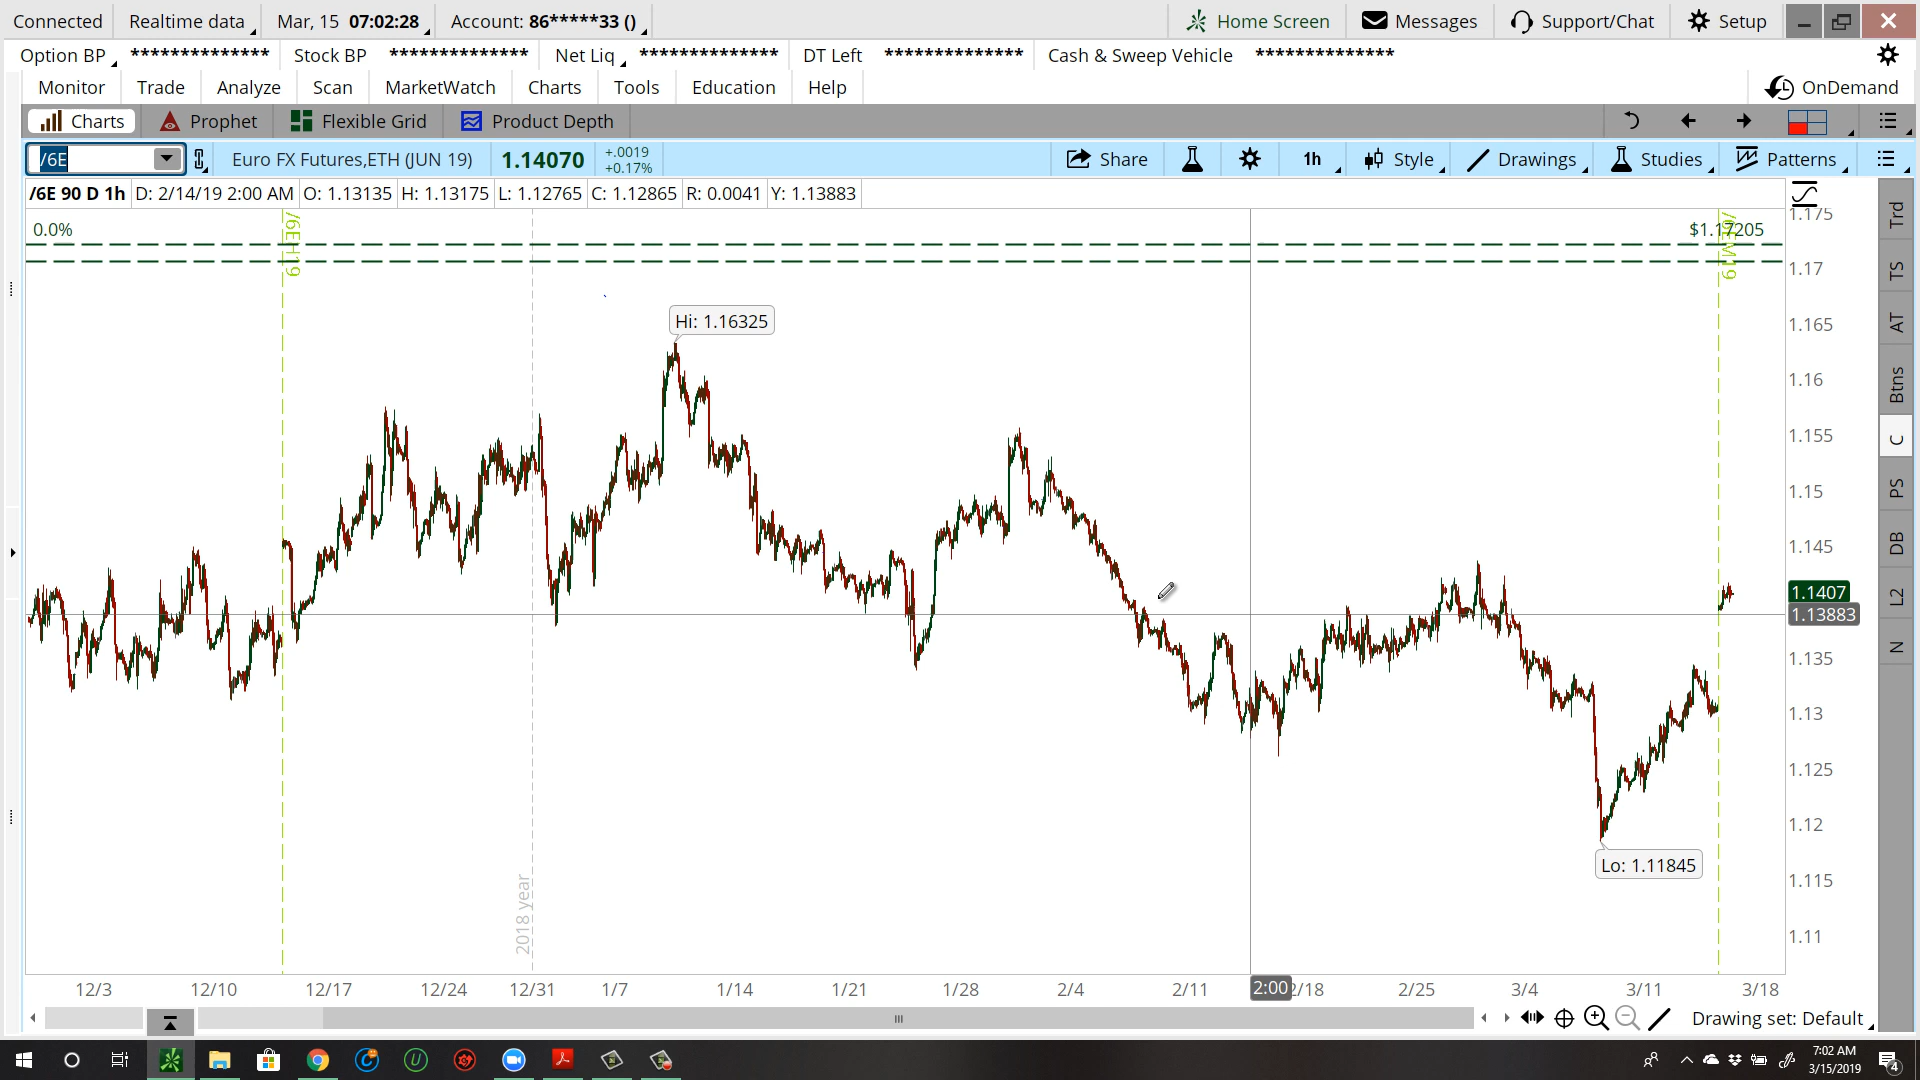 Connected Realtime data Mar, 15 07:02:28 Account: 86*****33 () Home Screen Messages Support/Chat Setup
Option BP ************** Stock BP ************** Net Liq ************** DT Left ************** Cash & Sweep Vehicle **************
Monitor Trade Analyze Scan MarketWatch Charts Tools Education Help OnDemand
Charts Prophet Flexible Grid Product Depth
/6E Euro FX Futures,ETH (JUN 19) 1.14070 +.0019 +0.17% Share 1h Style Drawings Studies Patterns
/6E 90 D 1h D: 2/14/19 2:00 AM O: 1.13135 H: 1.13175 L: 1.12765 C: 1.12865 R: 0.0041 Y: 1.13883
1.175
0.0% $1.17205
/6EH19 /6EM19
1.17
Hi: 1.16325
1.165
1.16
1.155
1.15
1.145
1.1407
1.13883
1.135
1.13
1.125
1.12
Lo: 1.11845
1.115
1.11
2018 year
Trd
TS
AT
Btns
C
PS
DB
L2
N
12/3 12/10 12/17 12/24 12/31 1/7 1/14 1/21 1/28 2/4 2/11 2:00 2/18 2/25 3/4 3/11 3/18
Drawing set: Default
7:02 AM
3/15/2019
4